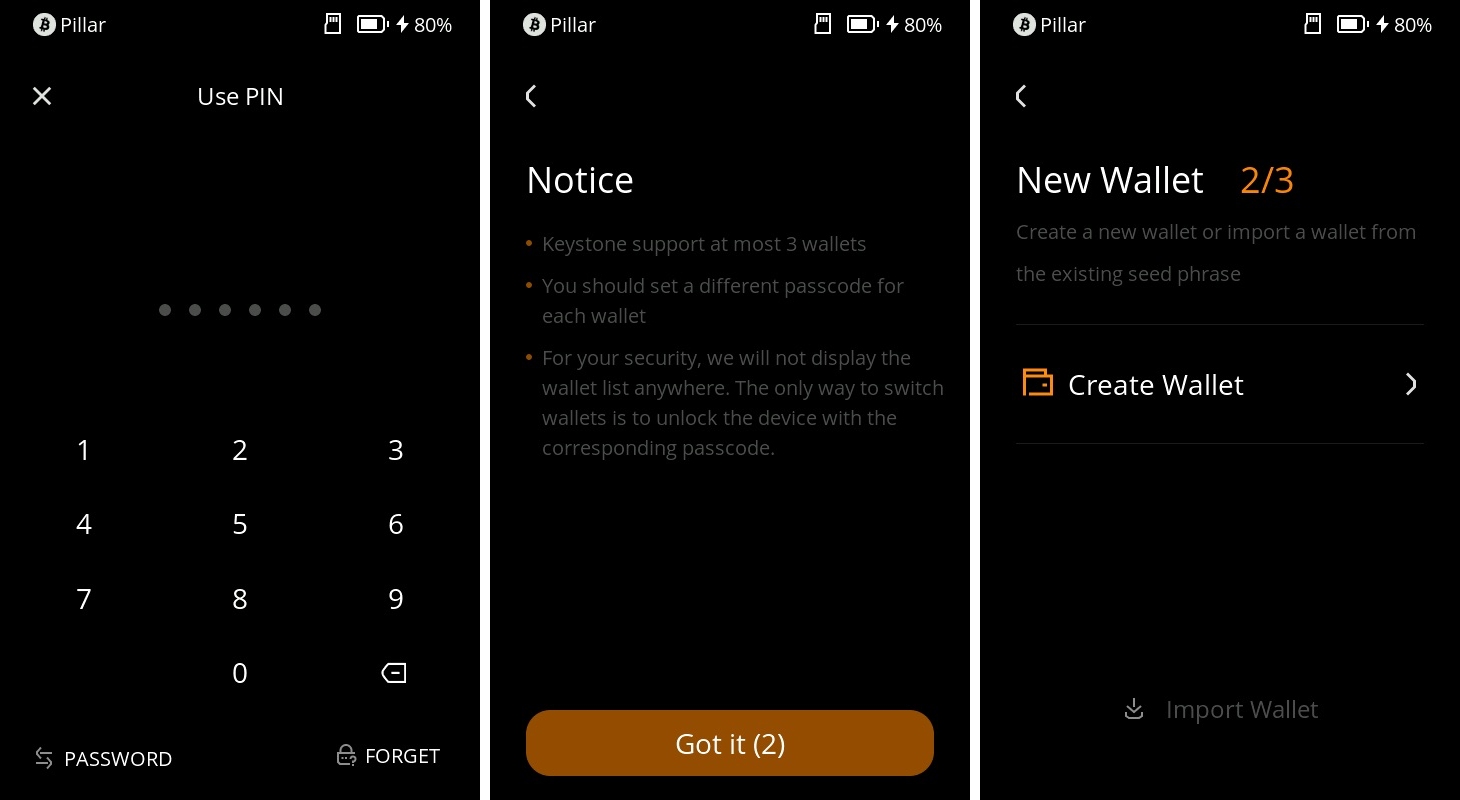 Pillar 80%
Use PIN
1 2 3
4 5 6
7 8 9
0
PASSWORD FORGET
Pillar 80%
Notice
Keystone support at most 3 wallets
You should set a different passcode for
each wallet
For your security, we will not display the
wallet list anywhere. The only way to switch
wallets is to unlock the device with the
corresponding passcode.
Got it (2)
Pillar 80%
New Wallet 2/3
Create a new wallet or import a wallet from
the existing seed phrase
Create Wallet
Import Wallet